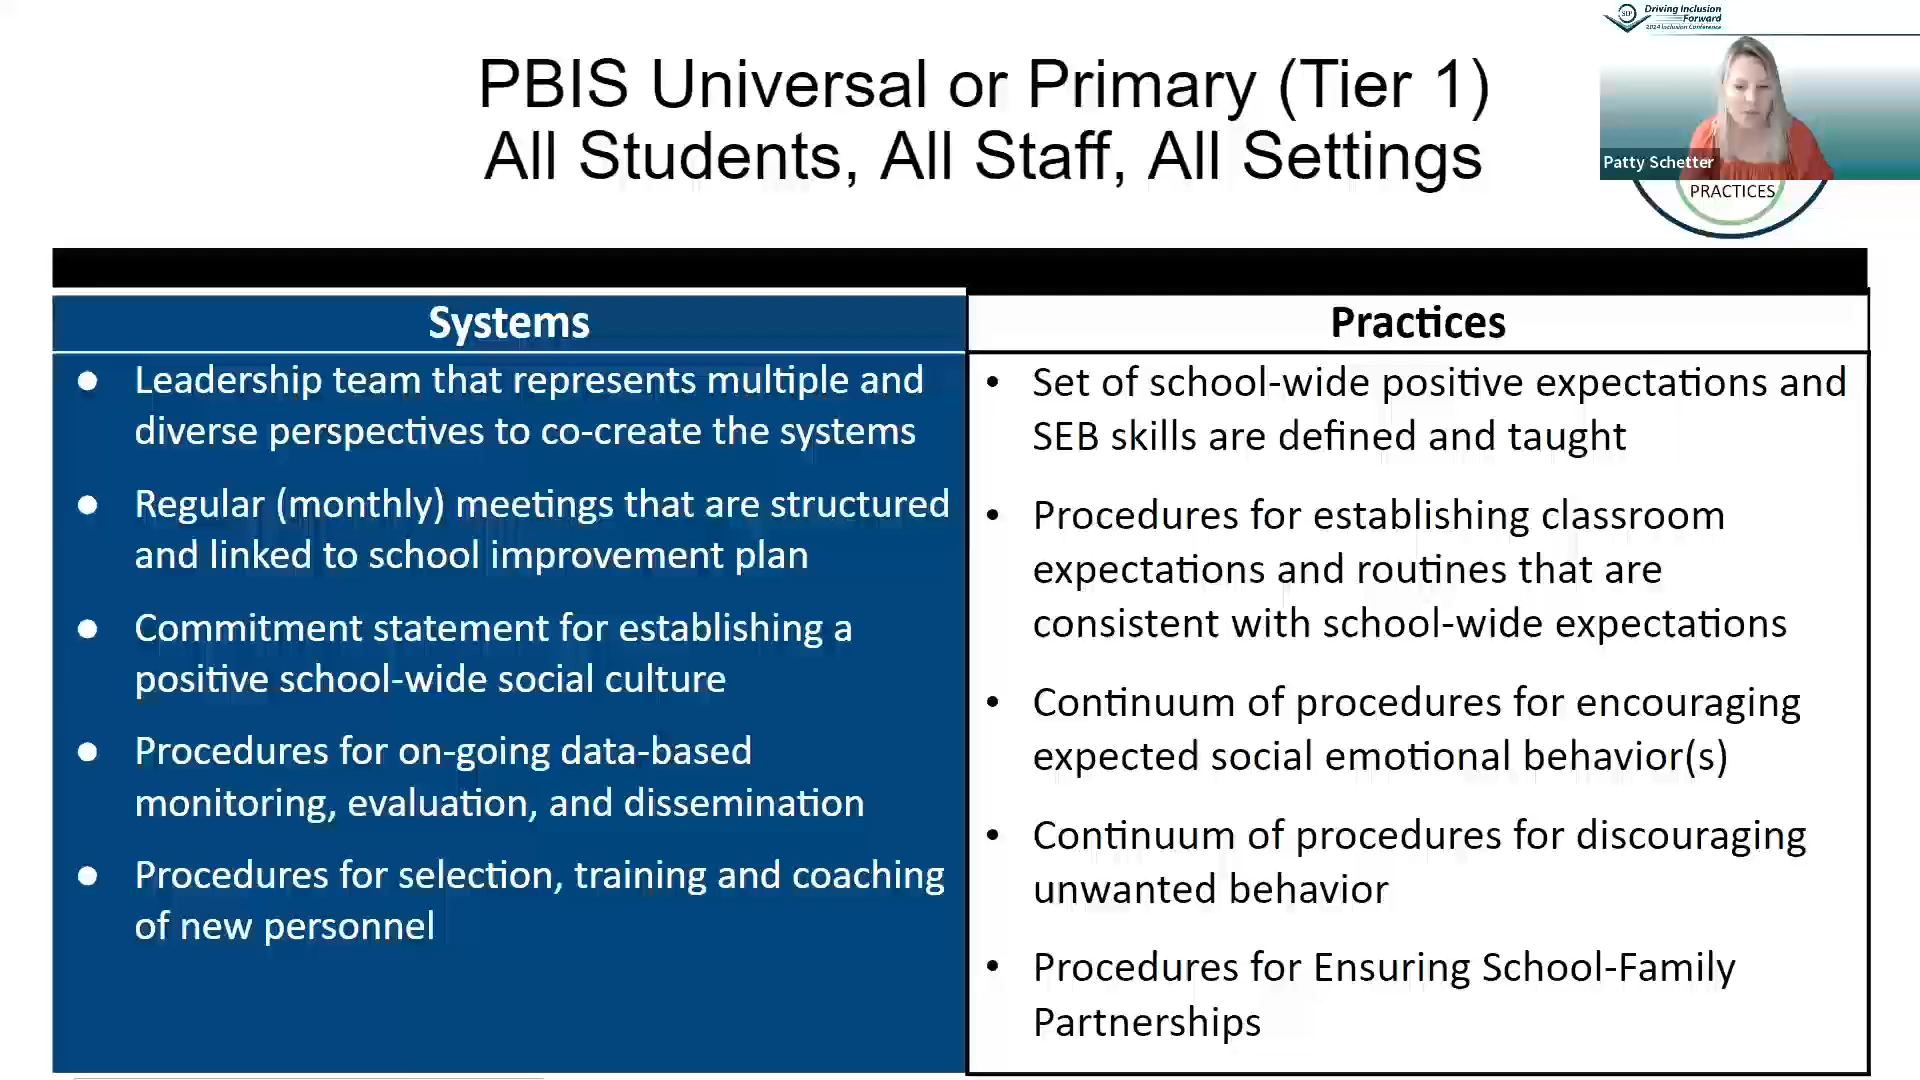 Driving Inclusion
Forward
2024 Inclusion Conference
SIP
PBIS Universal or Primary (Tier 1)
All Students, All Staff, All Settings
Patty Schetter
PRACTICES
Systems
● Leadership team that represents multiple and
diverse perspectives to co-create the systems
● Regular (monthly) meetings that are structured
and linked to school improvement plan
● Commitment statement for establishing a
positive school-wide social culture
● Procedures for on-going data-based
monitoring, evaluation, and dissemination
● Procedures for selection, training and coaching
of new personnel
Practices
• Set of school-wide positive expectations and
SEB skills are defined and taught
• Procedures for establishing classroom
expectations and routines that are
consistent with school-wide expectations
• Continuum of procedures for encouraging
expected social emotional behavior(s)
• Continuum of procedures for discouraging
unwanted behavior
• Procedures for Ensuring School-Family
Partnerships